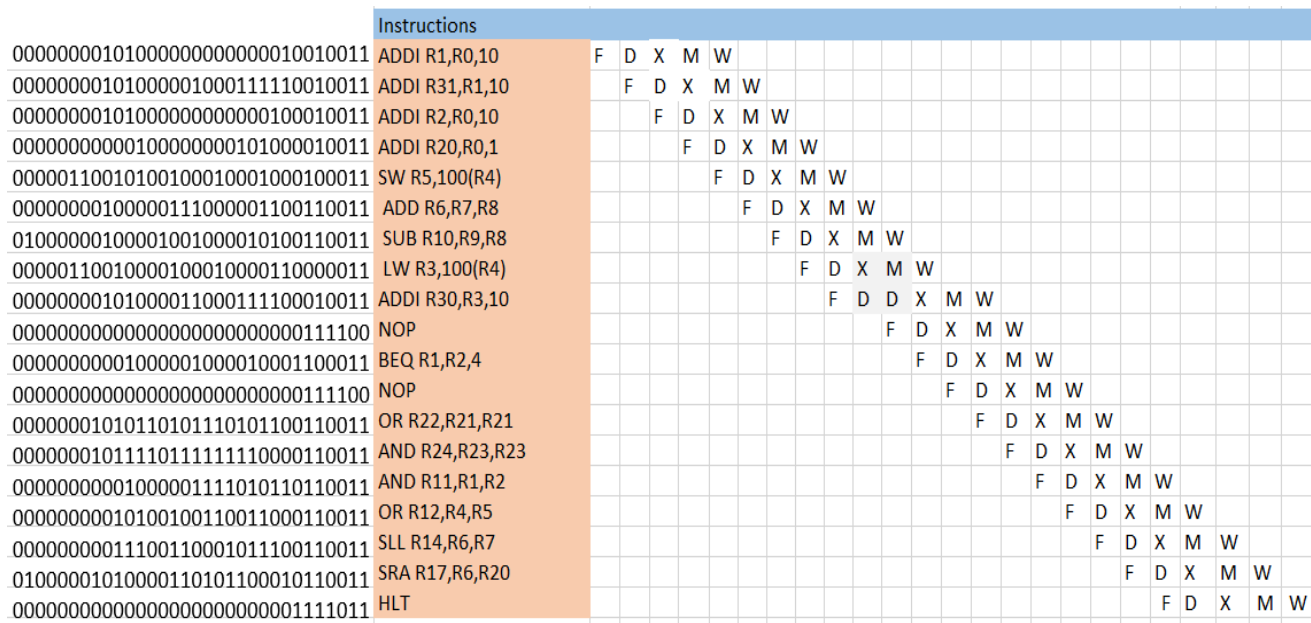 Instructions
00000000101000000000000010010011 ADDI R1,R0,10 F D X M W
00000000101000001000111110010011 ADDI R31,R1,10 F D X M W
00000000101000000000000100010011 ADDI R2,R0,10 F D X M W
00000000000100000000101000010011 ADDI R20,R0,1 F D X M W
00000110010100100010001000100011 SW R5,100(R4) F D X M W
00000000100000111000001100110011 ADD R6,R7,R8 F D X M W
01000000100001001000010100110011 SUB R10,R9,R8 F D X M W
00000110010000100010000110000011 LW R3,100(R4) F D X M W
00000000101000011000111100010011 ADDI R30,R3,10 F D D X M W
00000000000000000000000000111100 NOP F D X M W
00000000001000001000010001100011 BEQ R1,R2,4 F D X M W
00000000000000000000000000111100 NOP F D X M W
00000001010110101110101100110011 OR R22,R21,R21 F D X M W
00000001011110111111110000110011 AND R24,R23,R23 F D X M W
00000000001000001111010110110011 AND R11,R1,R2 F D X M W
00000000010100100110011000110011 OR R12,R4,R5 F D X M W
00000000011100110001011100110011 SLL R14,R6,R7 F D X M W
01000001010000110101100010110011 SRA R17,R6,R20 F D X M W
00000000000000000000000001111011 HLT F D X M W